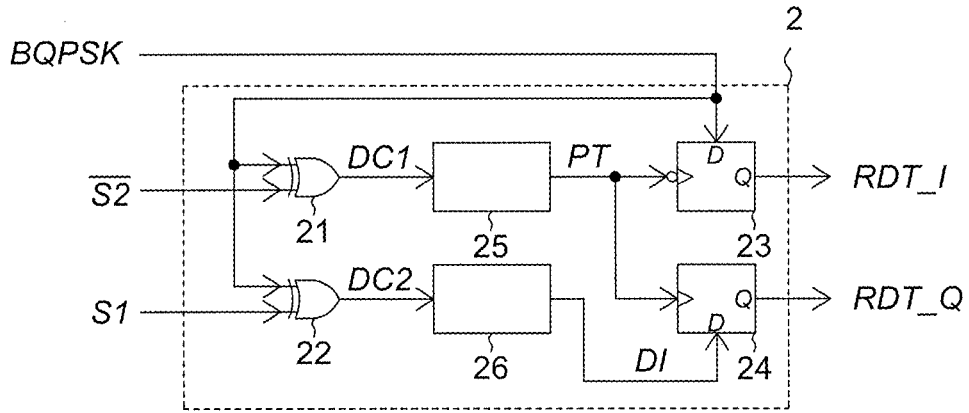 2
BQPSK
D
DC1
PT
Q
RDT_I
S2
21
25
23
DC2
Q
RDT_Q
S1
D
22
26
DI
24